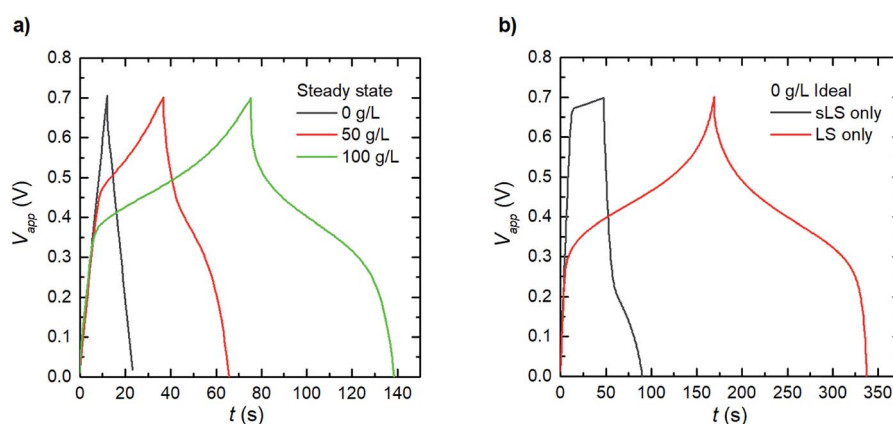 a)
0.8
0.7
0.6
0.5
0.4
0.3
0.2
0.1
0.0
Vapp (V)
Steady state
0 g/L
50 g/L
100 g/L
0 20 40 60 80 100 120 140
t (s)
b)
0.8
0.7
0.6
0.5
0.4
0.3
0.2
0.1
0.0
Vapp (V)
0 g/L Ideal
sLS only
LS only
0 50 100 150 200 250 300 350
t (s)